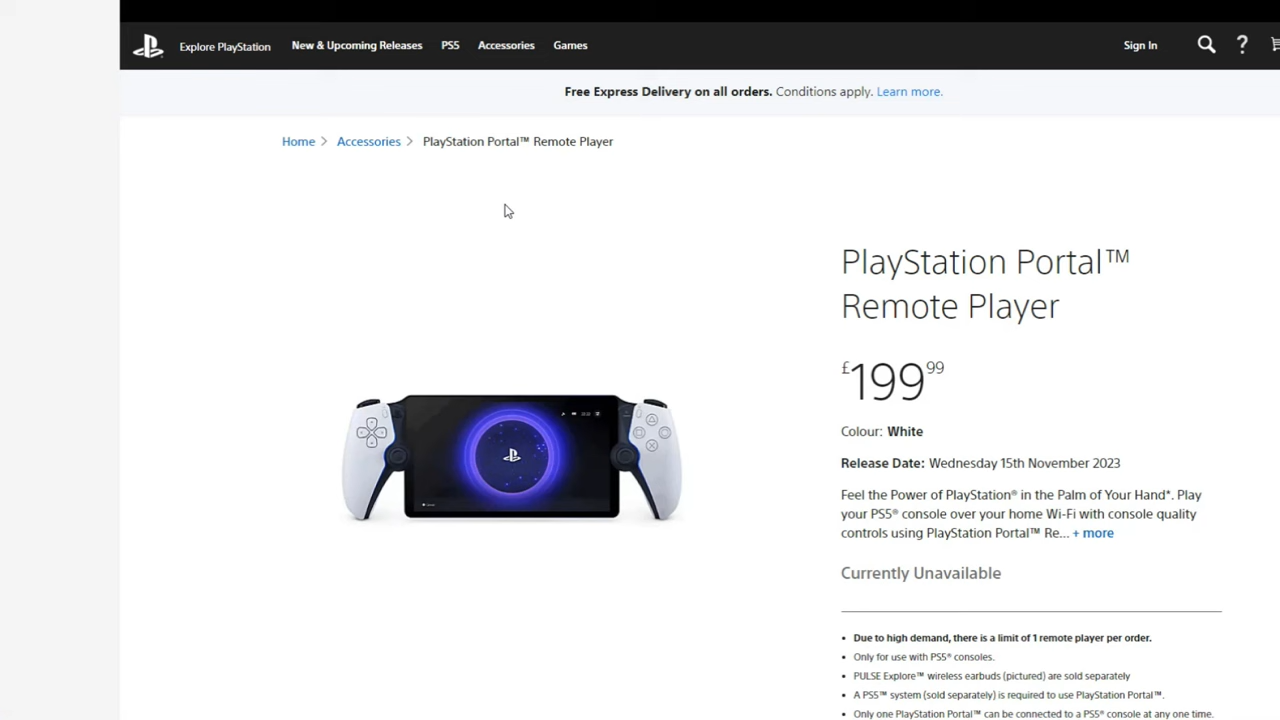 Explore PlayStation New & Upcoming Releases PS5 Accessories Games Sign In
Free Express Delivery on all orders. Conditions apply. Learn more.
Home > Accessories > PlayStation Portal™ Remote Player
PlayStation Portal™
Remote Player
£199 99
Colour: White
Release Date: Wednesday 15th November 2023
Feel the Power of PlayStation® in the Palm of Your Hand*. Play
your PS5® console over your home Wi-Fi with console quality
controls using PlayStation Portal™ Re... + more
Currently Unavailable
• Due to high demand, there is a limit of 1 remote player per order.
• Only for use with PS5® consoles.
• PULSE Explore™ wireless earbuds (pictured) are sold separately
• A PS5™ system (sold separately) is required to use PlayStation Portal™.
• Only one PlayStation Portal™ can be connected to a PS5® console at any one time.